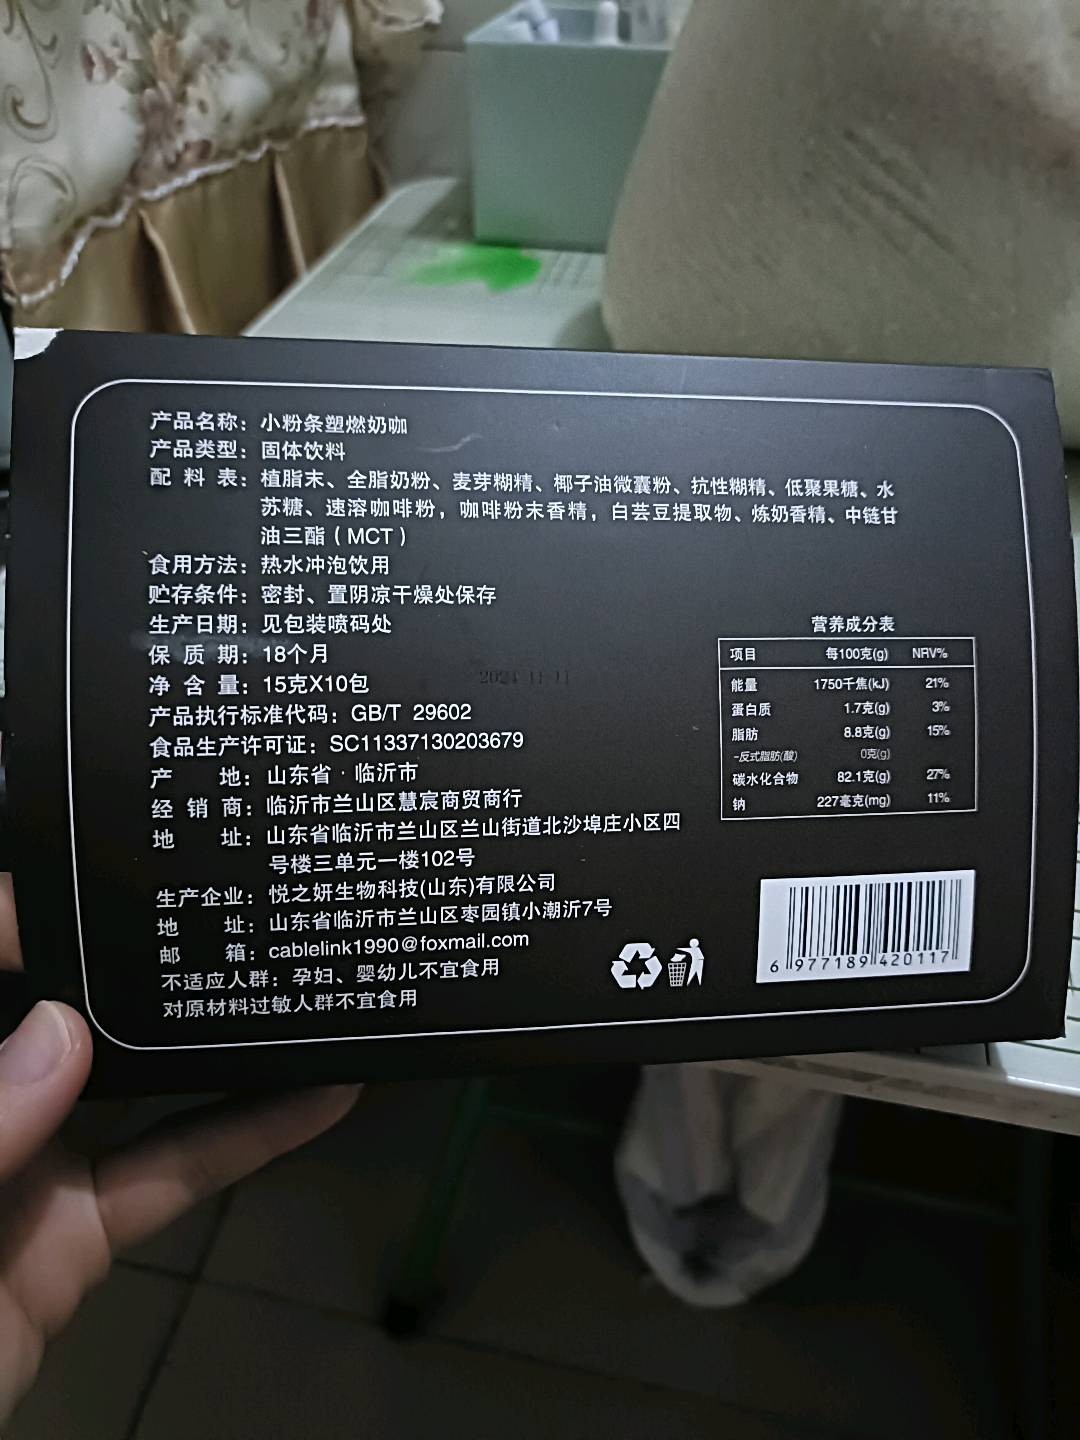 产品名称：小粉条塑燃奶咖
产品类型：固体饮料
配 料 表：植脂末、全脂奶粉、麦芽糊精、椰子油微囊粉、抗性糊精、低聚果糖、水
苏糖、速溶咖啡粉，咖啡粉末香精，白芸豆提取物、炼奶香精、中链甘
油三酯（MCT）
食用方法：热水冲泡饮用
贮存条件：密封、置阴凉干燥处保存
生产日期：见包装喷码处
保 质 期：18个月
净 含 量：15克X10包
2024 11 11
产品执行标准代码：GB/T 29602
食品生产许可证：SC11337130203679
产 地：山东省·临沂市
经 销 商：临沂市兰山区慧宸商贸商行
地 址：山东省临沂市兰山区兰山街道北沙埠庄小区四
号楼三单元一楼102号
生产企业：悦之妍生物科技(山东)有限公司
地 址：山东省临沂市兰山区枣园镇小潮沂7号
邮 箱：cablelink1990@foxmail.com
不适应人群：孕妇、婴幼儿不宜食用
对原材料过敏人群不宜食用
营养成分表
项目 每100克(g) NRV%
能量 1750千焦(kJ) 21%
蛋白质 1.7克(g) 3%
脂肪 8.8克(g) 15%
-反式脂肪(酸) 0克(g)
碳水化合物 82.1克(g) 27%
钠 227毫克(mg) 11%
6 977189 420117